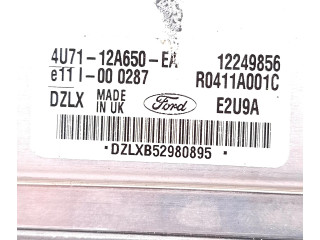 4U71-12A650-EA 12249856
e11 I-00 0287 R0411A001C
DZLX MADE IN UK Ford E2U9A
DZLXB52980895